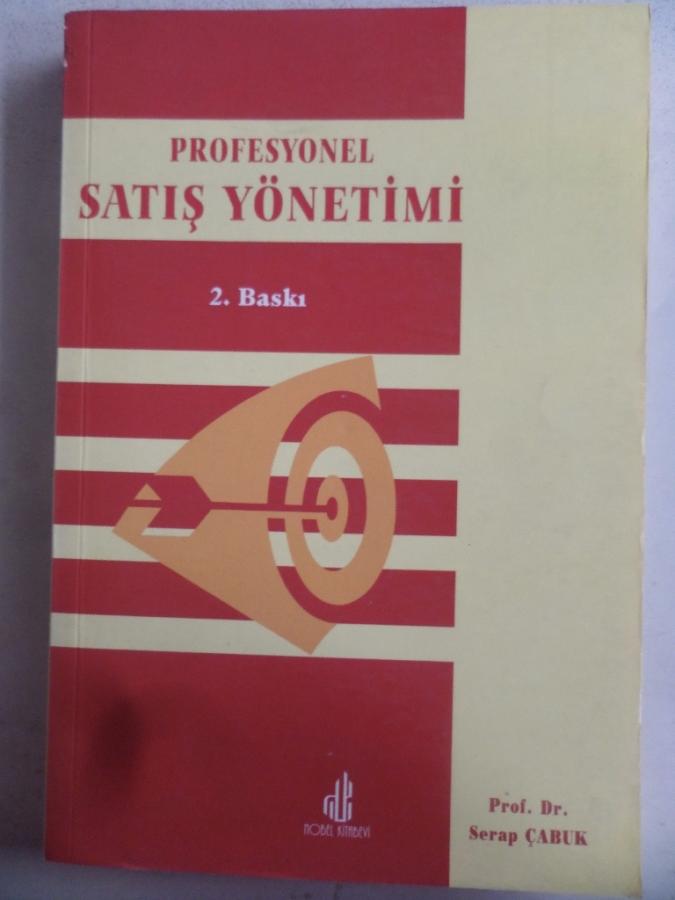 PROFESYONEL
SATIŞ YÖNETİMİ
2. Baskı
NOBEL KİTABEVİ
Prof. Dr.
Serap ÇABUK